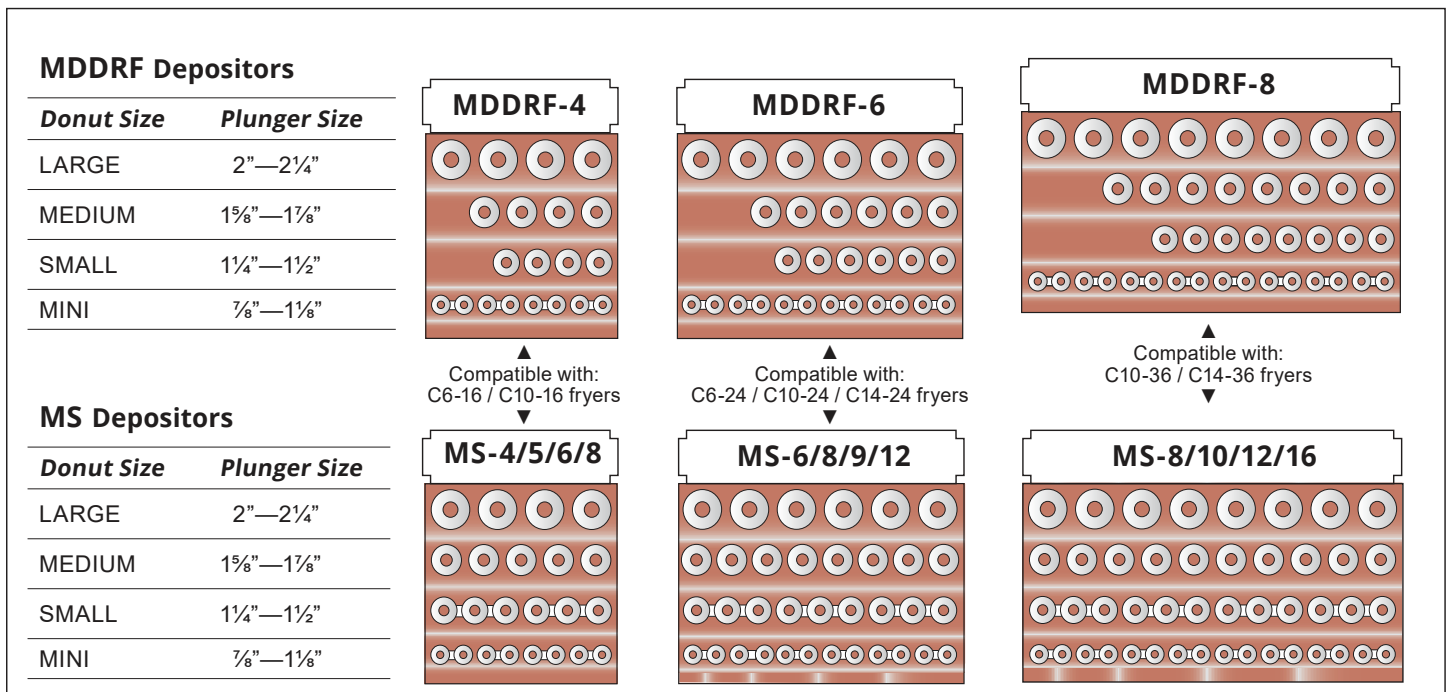 MDDRF Depositors
Donut Size Plunger Size
LARGE 2”—2¼”
MEDIUM 1⅝”—1⅞”
SMALL 1¼”—1½”
MINI ⅞”—1⅛”
MDDRF-4
MDDRF-6
MDDRF-8
Compatible with:
C6-16 / C10-16 fryers
Compatible with:
C6-24 / C10-24 / C14-24 fryers
Compatible with:
C10-36 / C14-36 fryers
MS Depositors
Donut Size Plunger Size
LARGE 2”—2¼”
MEDIUM 1⅝”—1⅞”
SMALL 1¼”—1½”
MINI ⅞”—1⅛”
MS-4/5/6/8
MS-6/8/9/12
MS-8/10/12/16